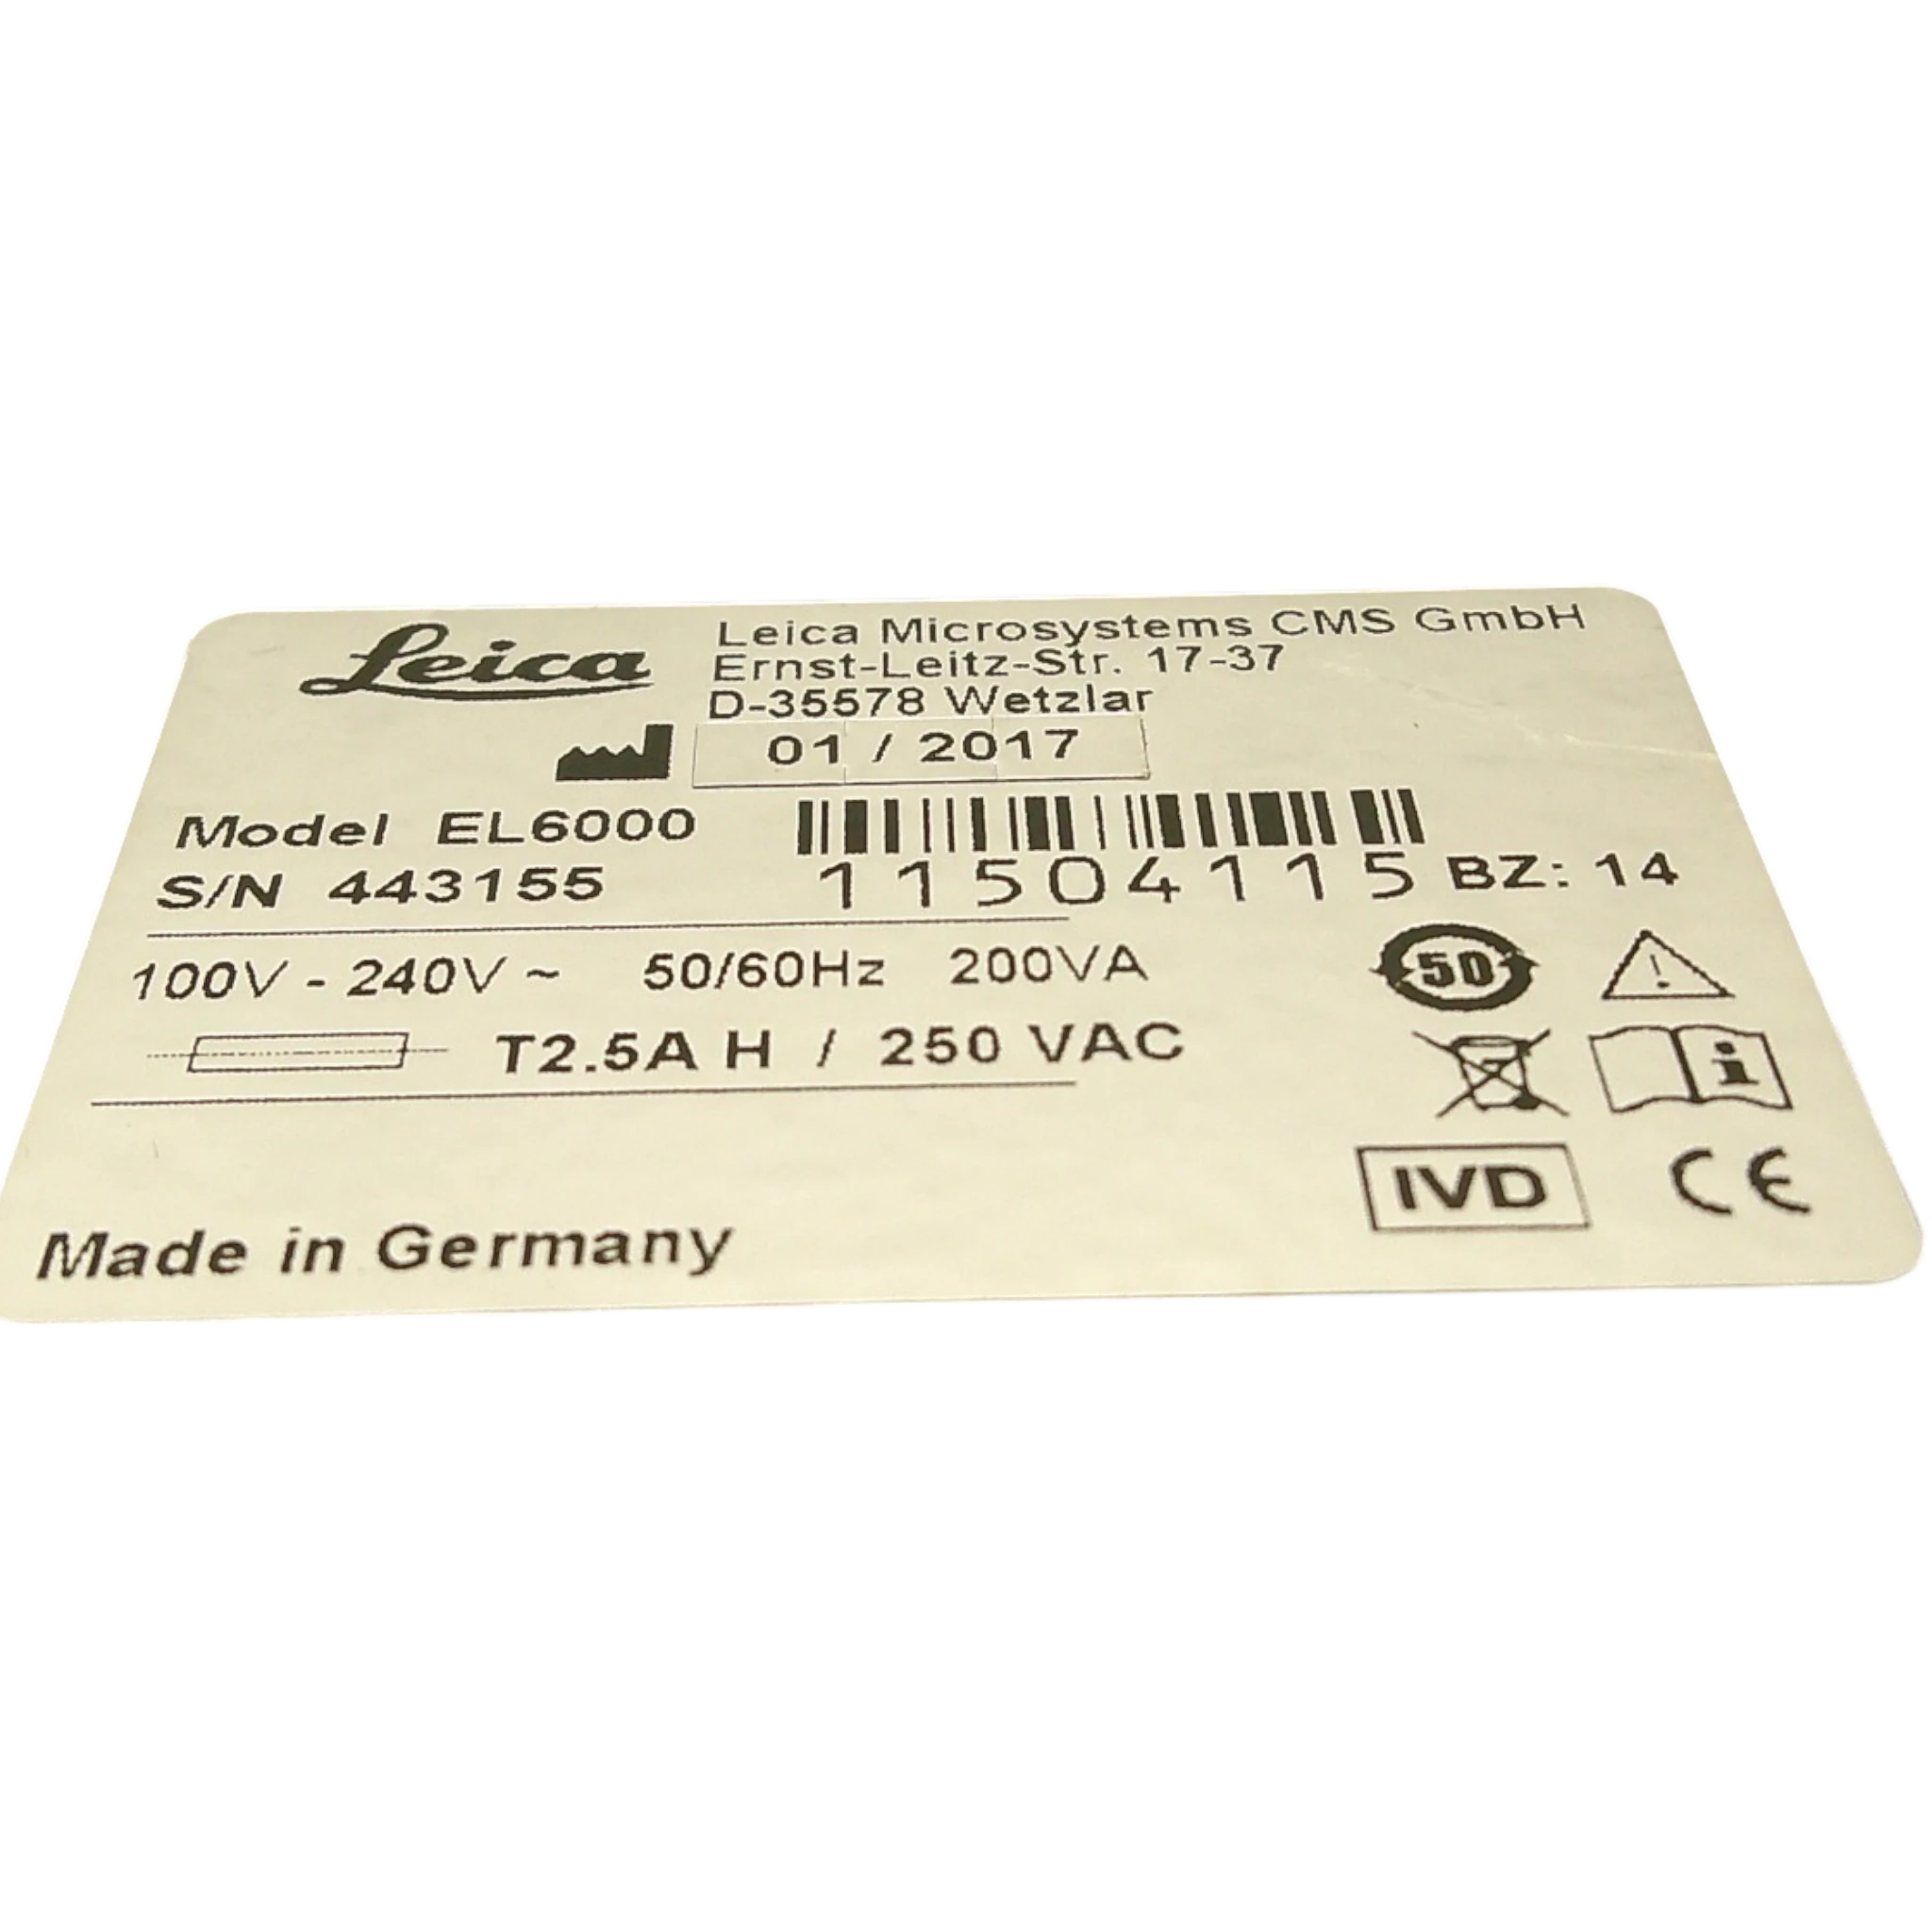 Leica
Leica Microsystems CMS GmbH
Ernst-Leitz-Str. 17-37
D-35578 Wetzlar
01 / 2017
Model EL6000
S/N 443155
11504115 BZ: 14
100V - 240V ~ 50/60Hz 200VA
50
!
T2.5A H / 250 VAC
i
IVD
CE
Made in Germany